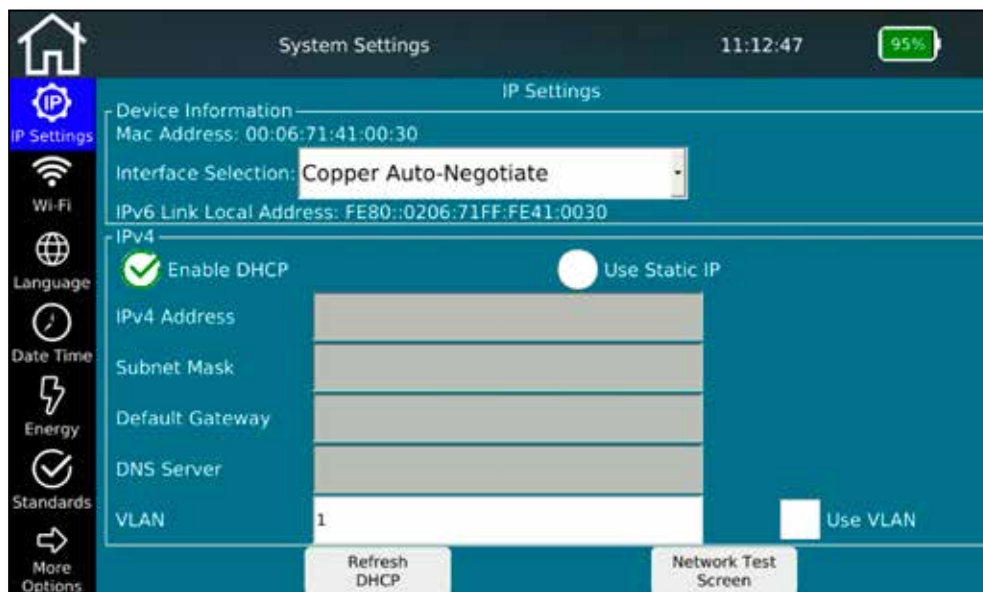 System Settings
11:12:47
95%
IP
IP Settings
Wi-Fi
Language
Date Time
Energy
Standards
More
Options
IP Settings
Device Information
Mac Address: 00:06:71:41:00:30
Interface Selection: Copper Auto-Negotiate
IPv6 Link Local Address: FE80::0206:71FF:FE41:0030
IPv4
Enable DHCP
Use Static IP
IPv4 Address
Subnet Mask
Default Gateway
DNS Server
VLAN 1
Use VLAN
Refresh
DHCP
Network Test
Screen